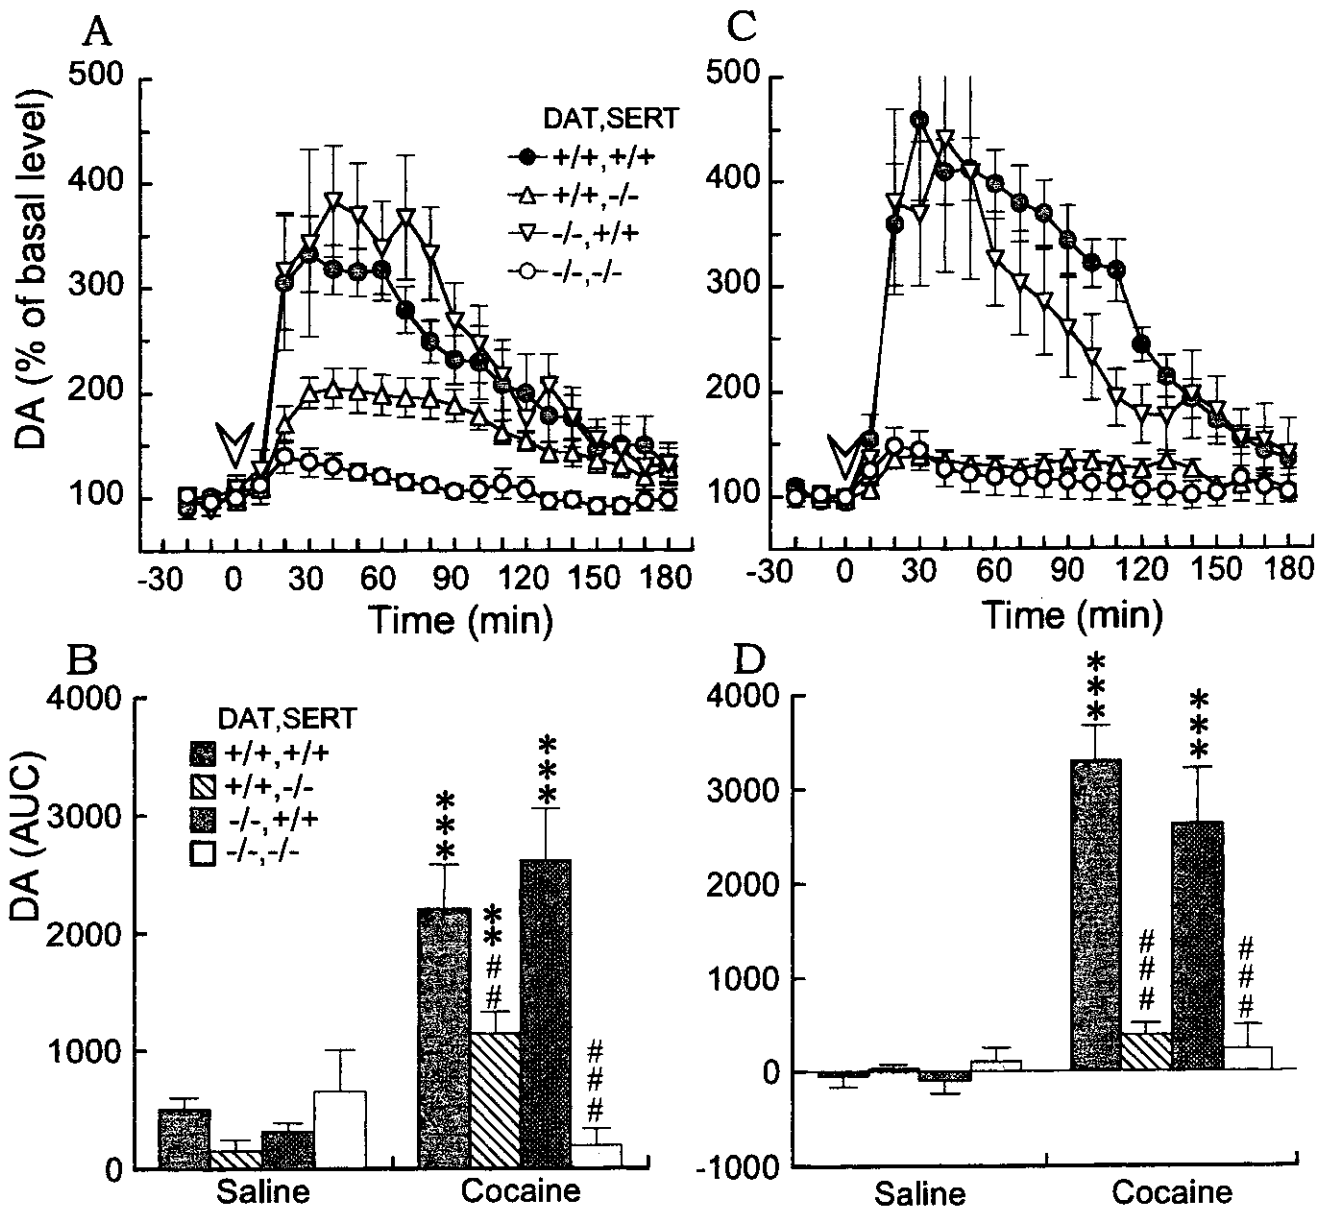 A
DA (% of basal level)
500
400
300
200
100
DAT,SERT
+/+,+/+
+/+,-/-
-/-,+/+
-/-,-/-
-30 0 30 60 90 120 150 180
Time (min)
C
500
400
300
200
100
-30 0 30 60 90 120 150 180
Time (min)
B
DA (AUC)
4000
3000
2000
1000
0
DAT,SERT
+/+,+/+
+/+,-/-
-/-,+/+
-/-,-/-
***
**
##
***
###
Saline Cocaine
D
4000
3000
2000
1000
0
-1000
***
###
***
###
Saline Cocaine